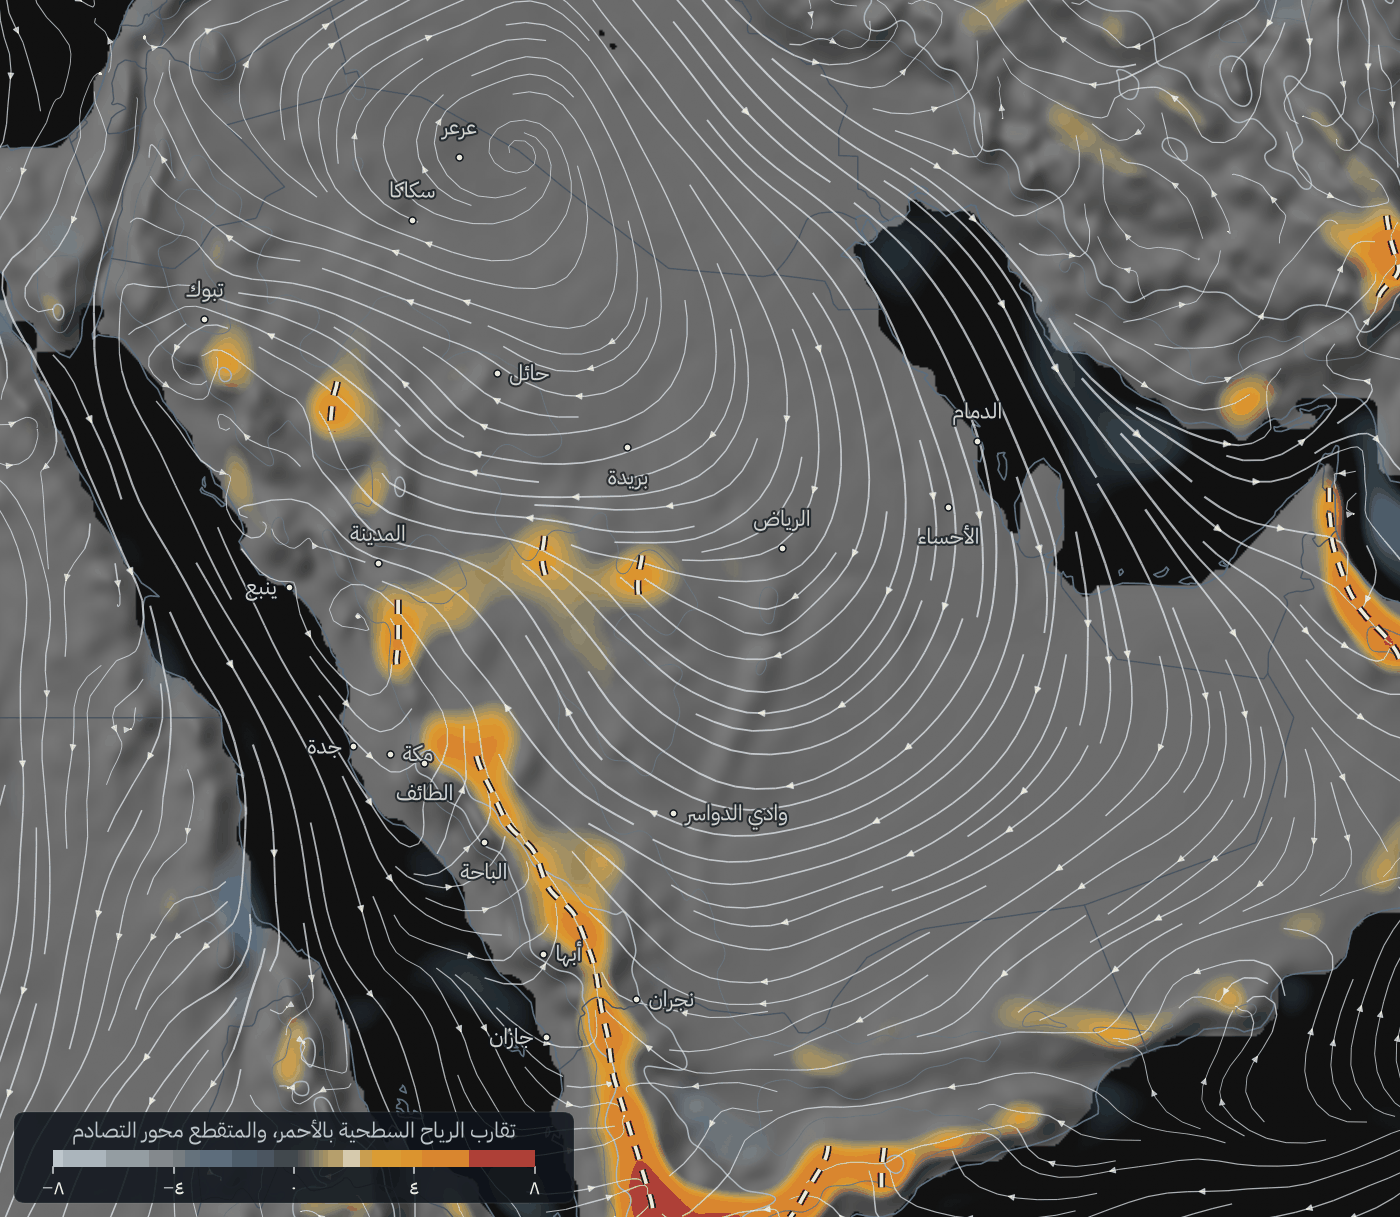 عرعر
سكاكا
تبوك
حائل
الدمام
بريدة
الرياض
الأحساء
المدينة
ينبع
جدة
مكة
الطائف
وادي الدواسر
الباحة
أبها
نجران
جازان
تقارب الرياح السطحية بالأحمر، والمتقطع محور التصادم
−٨ −٤ ٠ ٤ ٨